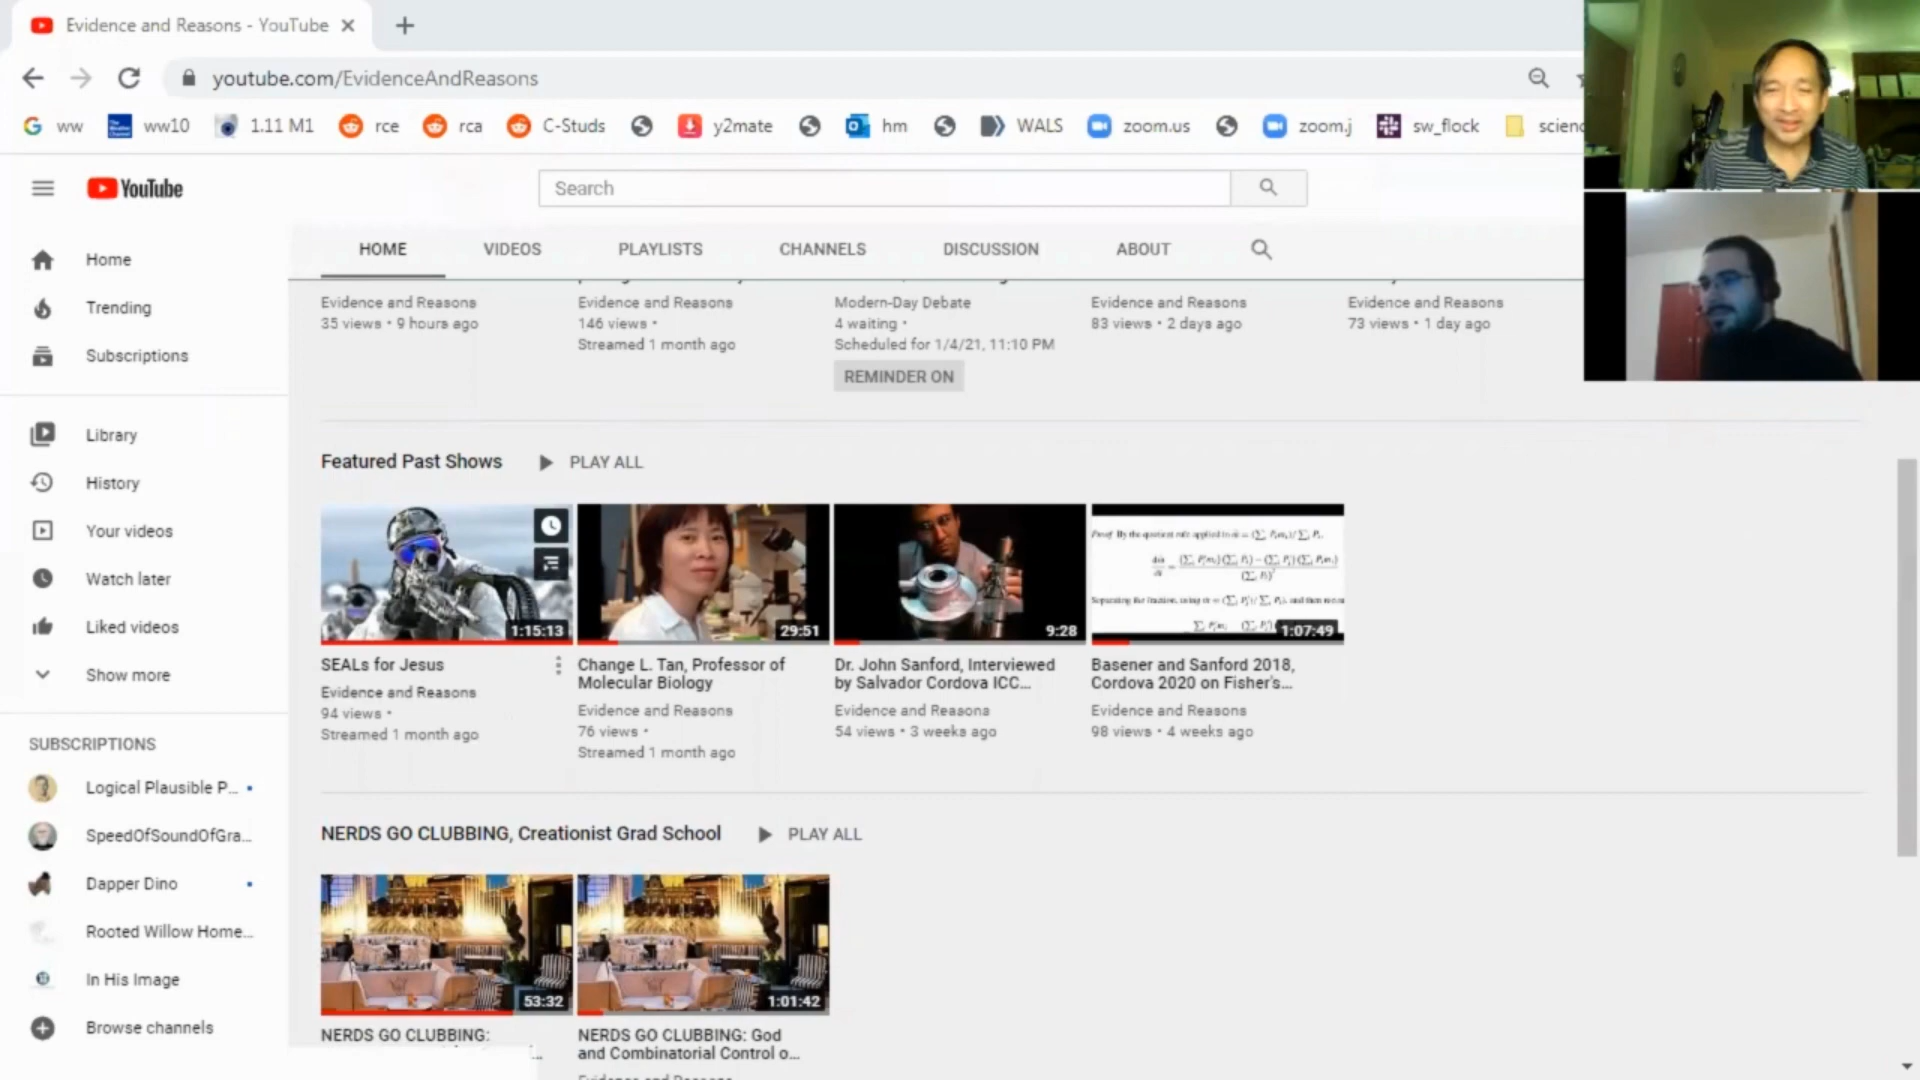 Evidence and Reasons - YouTube
youtube.com/EvidenceAndReasons
ww ww10 1.11 M1 rce rca C-Studs y2mate hm WALS zoom.us zoom.j sw_flock scienc
YouTube
Search
HOME VIDEOS PLAYLISTS CHANNELS DISCUSSION ABOUT
Home
Trending
Subscriptions
Library
History
Your videos
Watch later
Liked videos
Show more
SUBSCRIPTIONS
Logical Plausible P...
SpeedOfSoundOfGra...
Dapper Dino
Rooted Willow Home...
In His Image
Browse channels
Evidence and Reasons
35 views • 9 hours ago
Evidence and Reasons
146 views •
Streamed 1 month ago
Modern-Day Debate
4 waiting •
Scheduled for 1/4/21, 11:10 PM
REMINDER ON
Evidence and Reasons
83 views • 2 days ago
Evidence and Reasons
73 views • 1 day ago
Featured Past Shows PLAY ALL
1:15:13
SEALs for Jesus
Evidence and Reasons
94 views •
Streamed 1 month ago
29:51
Change L. Tan, Professor of
Molecular Biology
Evidence and Reasons
76 views •
Streamed 1 month ago
9:28
Dr. John Sanford, Interviewed
by Salvador Cordova ICC...
Evidence and Reasons
54 views • 3 weeks ago
1:07:49
Basener and Sanford 2018,
Cordova 2020 on Fisher's...
Evidence and Reasons
98 views • 4 weeks ago
NERDS GO CLUBBING, Creationist Grad School PLAY ALL
53:32
NERDS GO CLUBBING:
1:01:42
NERDS GO CLUBBING: God
and Combinatorial Control o...